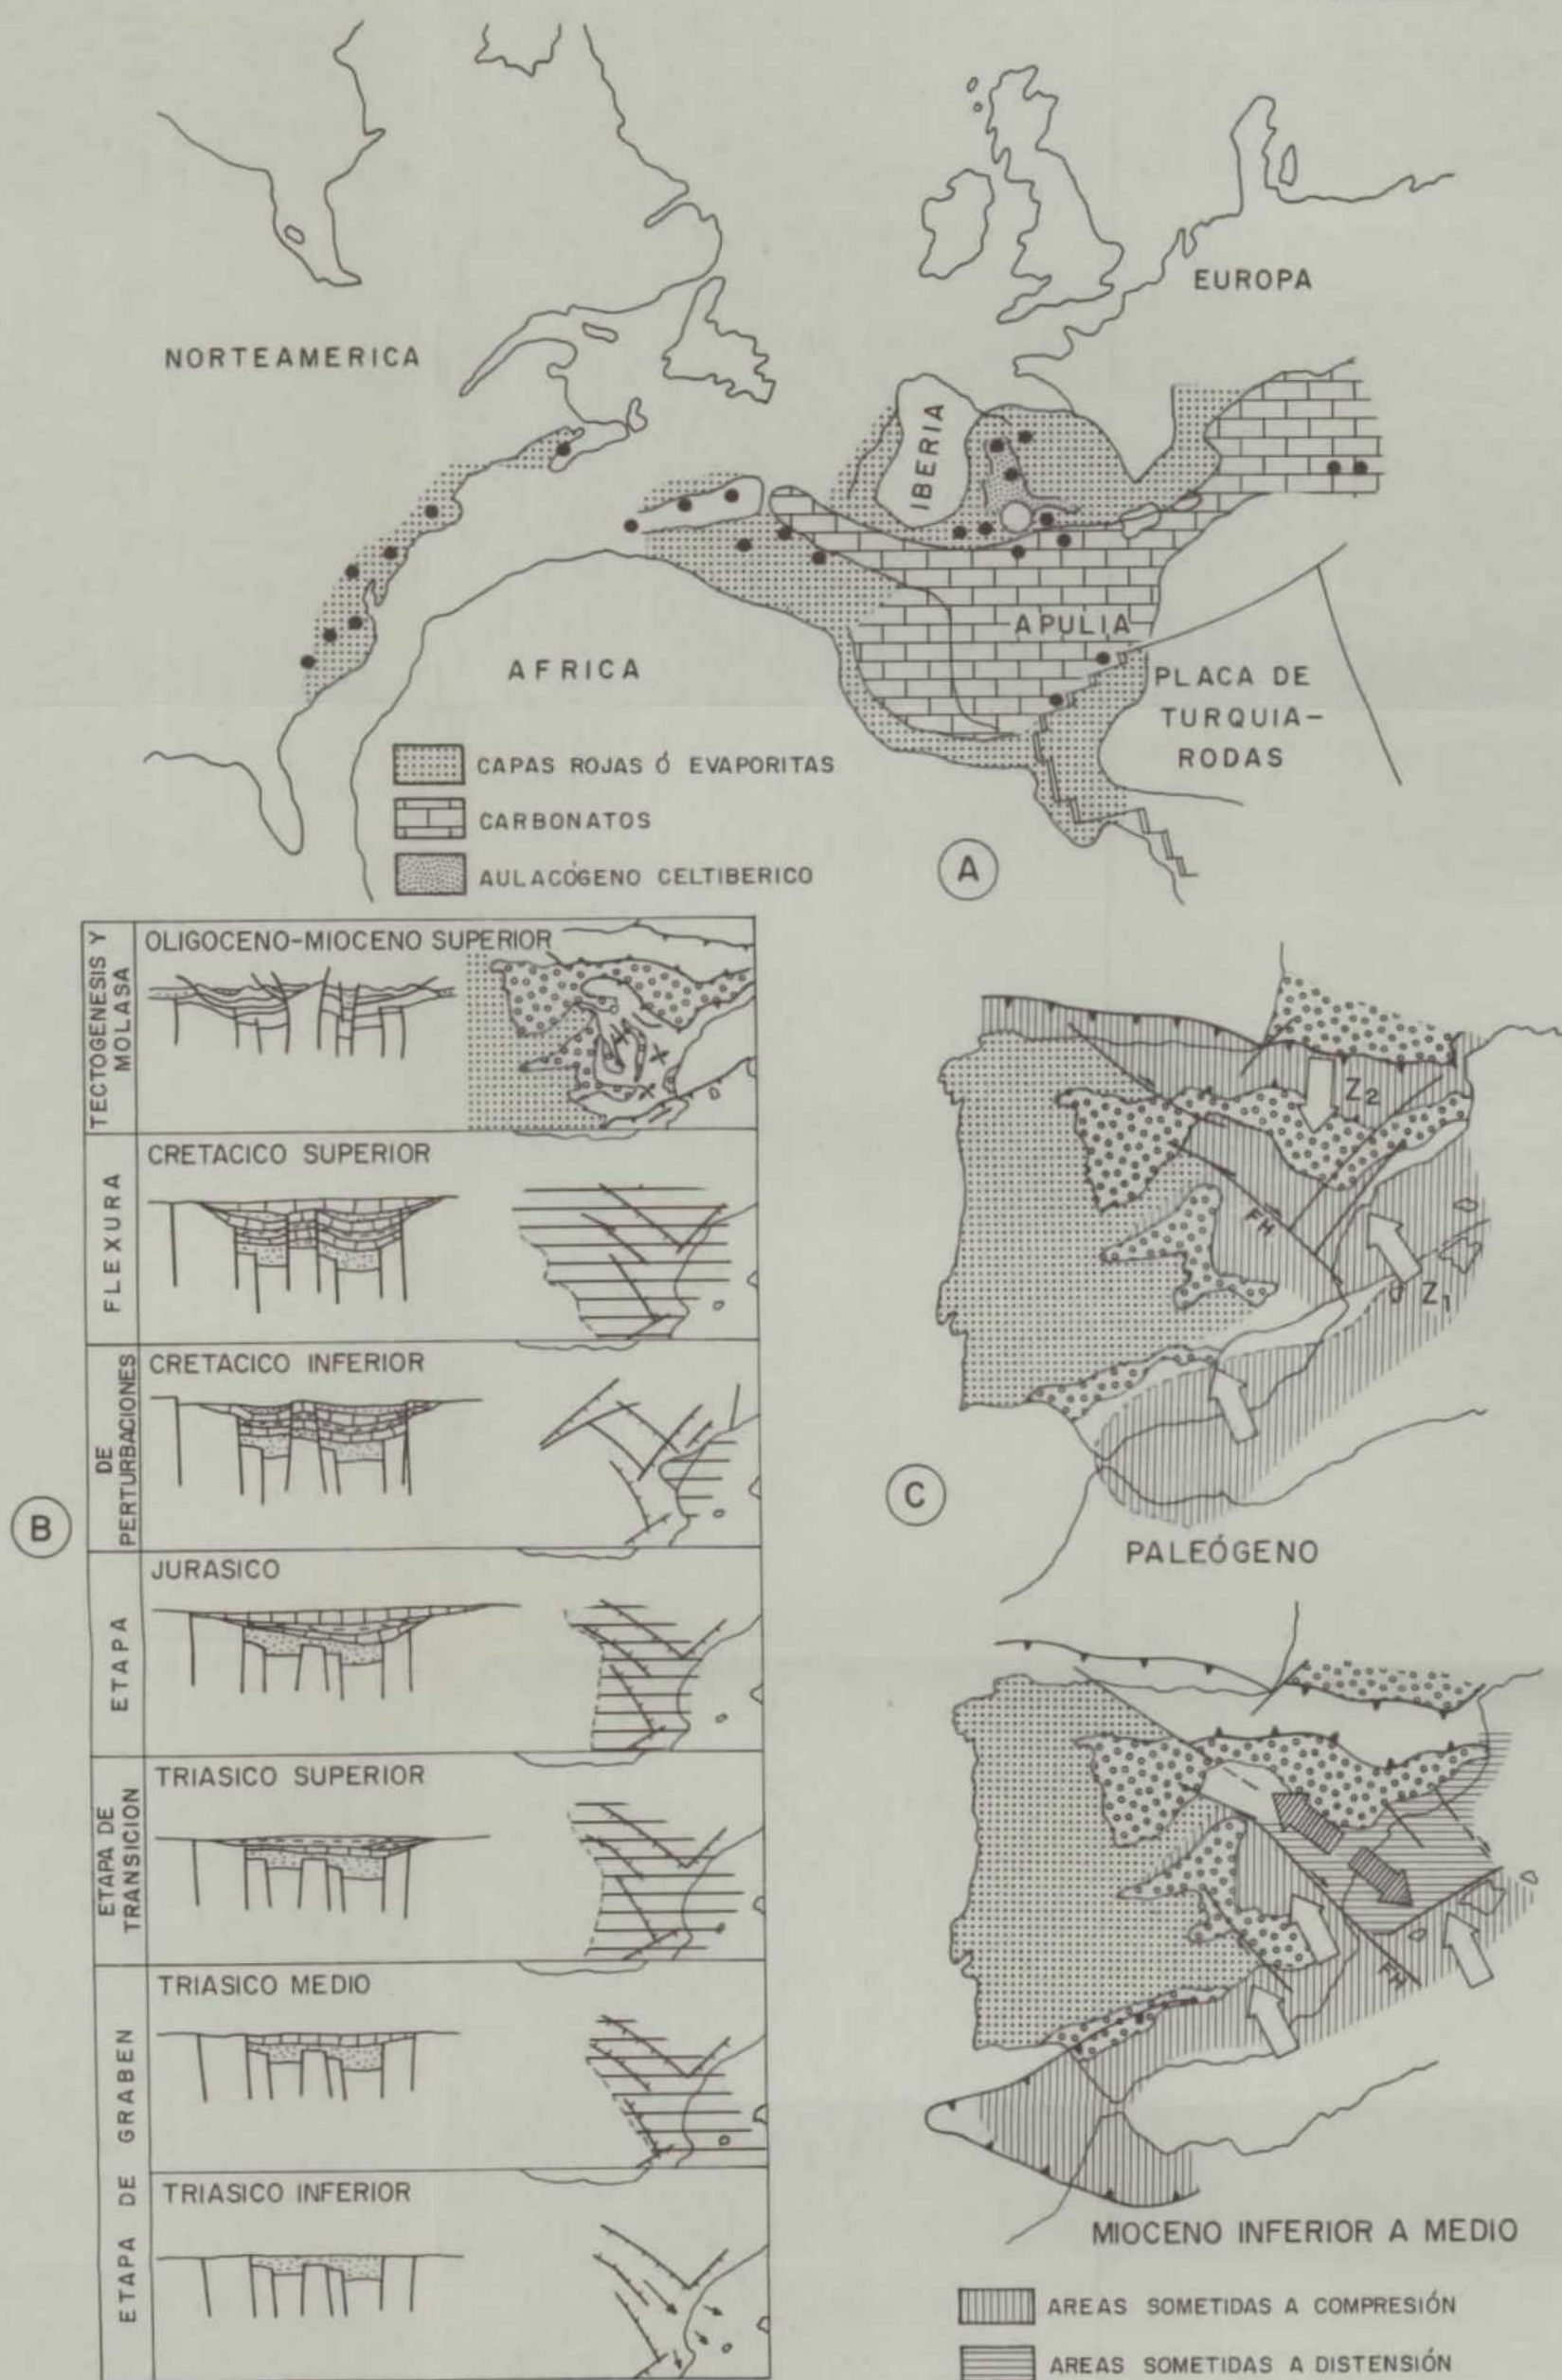 NORTEAMERICA
EUROPA
IBERIA
APULIA
AFRICA
PLACA DE
TURQUIA-
RODAS
CAPAS ROJAS Ó EVAPORITAS
CARBONATOS
AULACÓGENO CELTIBERICO
A
B
TECTOGENESIS Y
MOLASA
OLIGOCENO-MIOCENO SUPERIOR
FLEXURA
CRETACICO SUPERIOR
DE
PERTURBACIONES
CRETACICO INFERIOR
ETAPA
JURASICO
ETAPA DE
TRANSICION
TRIASICO SUPERIOR
ETAPA DE GRABEN
TRIASICO MEDIO
TRIASICO INFERIOR
C
Z2
FH
Z1
PALEÓGENO
FH
MIOCENO INFERIOR A MEDIO
AREAS SOMETIDAS A COMPRESIÓN
AREAS SOMETIDAS A DISTENSIÓN